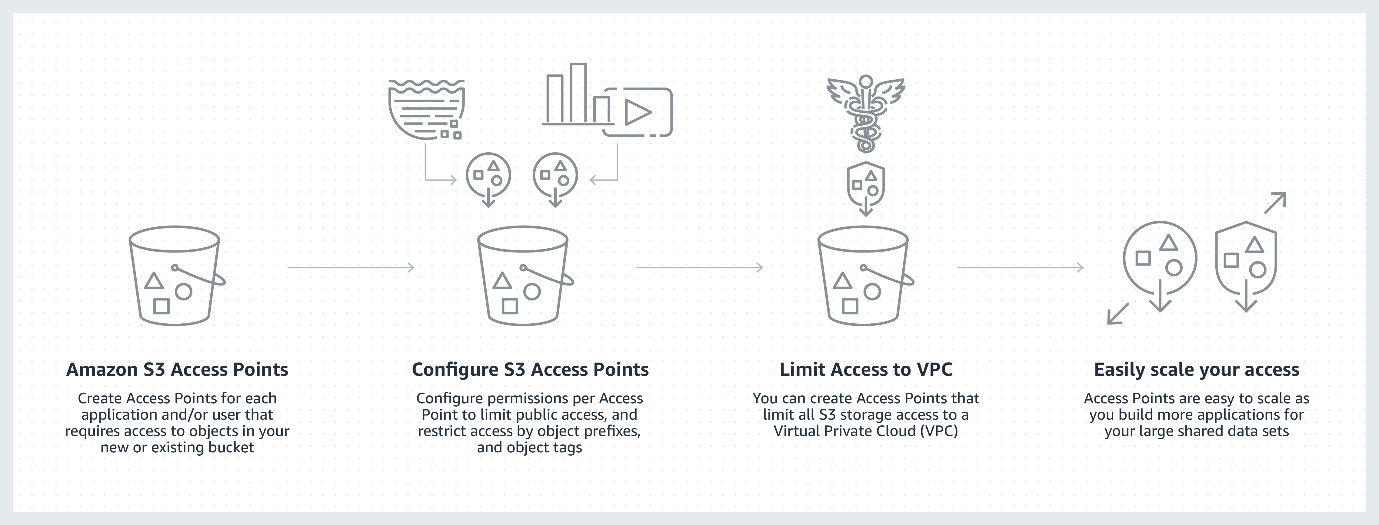 Amazon S3 Access Points
Create Access Points for each
application and/or user that
requires access to objects in your
new or existing bucket
Configure S3 Access Points
Configure permissions per Access
Point to limit public access, and
restrict access by object prefixes,
and object tags
Limit Access to VPC
You can create Access Points that
limit all S3 storage access to a
Virtual Private Cloud (VPC)
Easily scale your access
Access Points are easy to scale as
you build more applications for
your large shared data sets